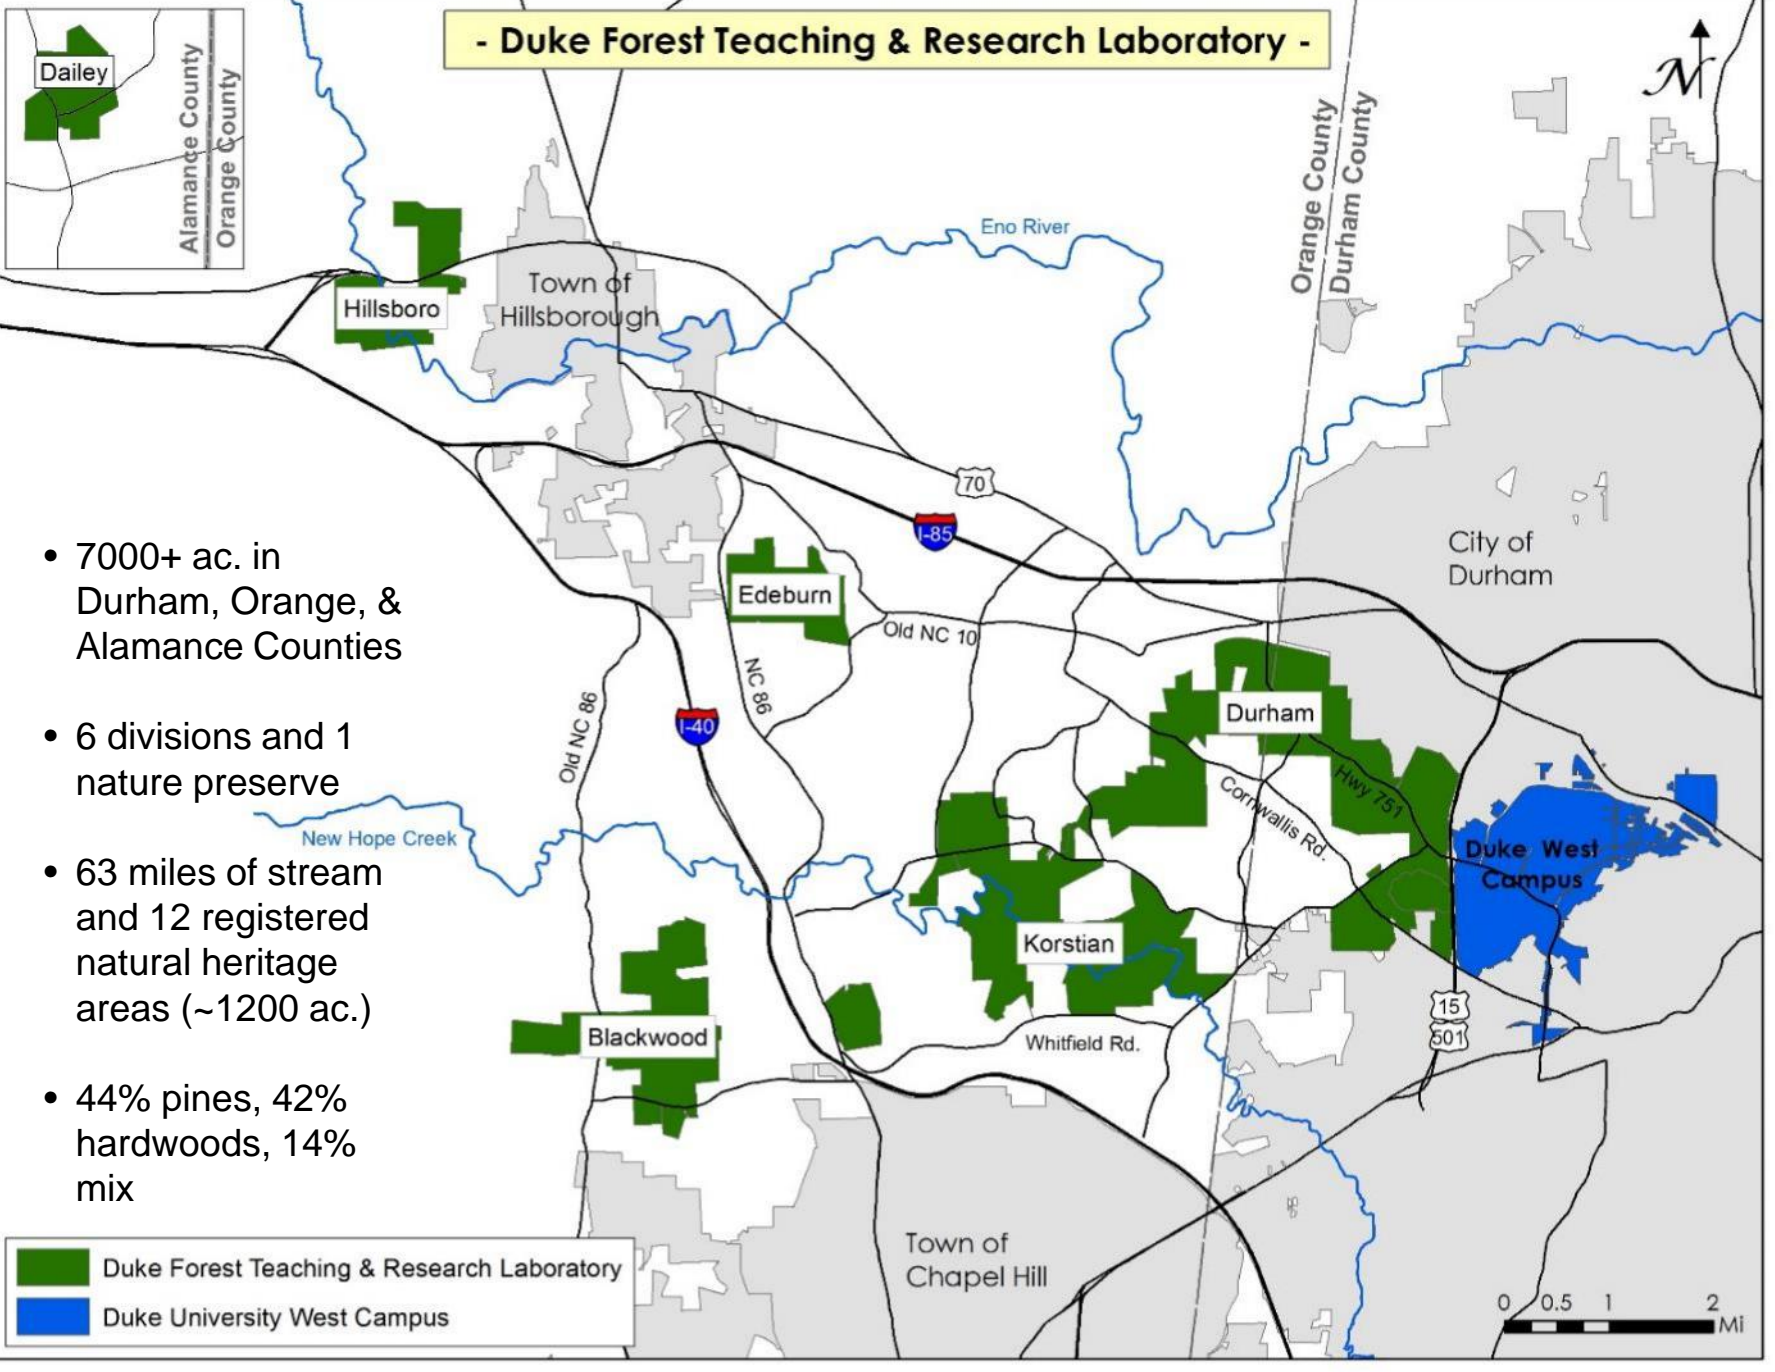 - Duke Forest Teaching & Research Laboratory -
N
Dailey
Alamance County
Orange County
Orange County
Durham County
Eno River
Hillsboro
Town of
Hillsborough
70
I-85
City of
Durham
• 7000+ ac. in
Durham, Orange, &
Alamance Counties
• 6 divisions and 1
nature preserve
• 63 miles of stream
and 12 registered
natural heritage
areas (~1200 ac.)
• 44% pines, 42%
hardwoods, 14%
mix
Edeburn
Old NC 10
NC 86
Old NC 86
I-40
Durham
Hwy 751
Cornwallis Rd.
New Hope Creek
Duke West
Campus
Korstian
Blackwood
Whitfield Rd.
15
501
Town of
Chapel Hill
Duke Forest Teaching & Research Laboratory
Duke University West Campus
0 0.5 1 2
Mi